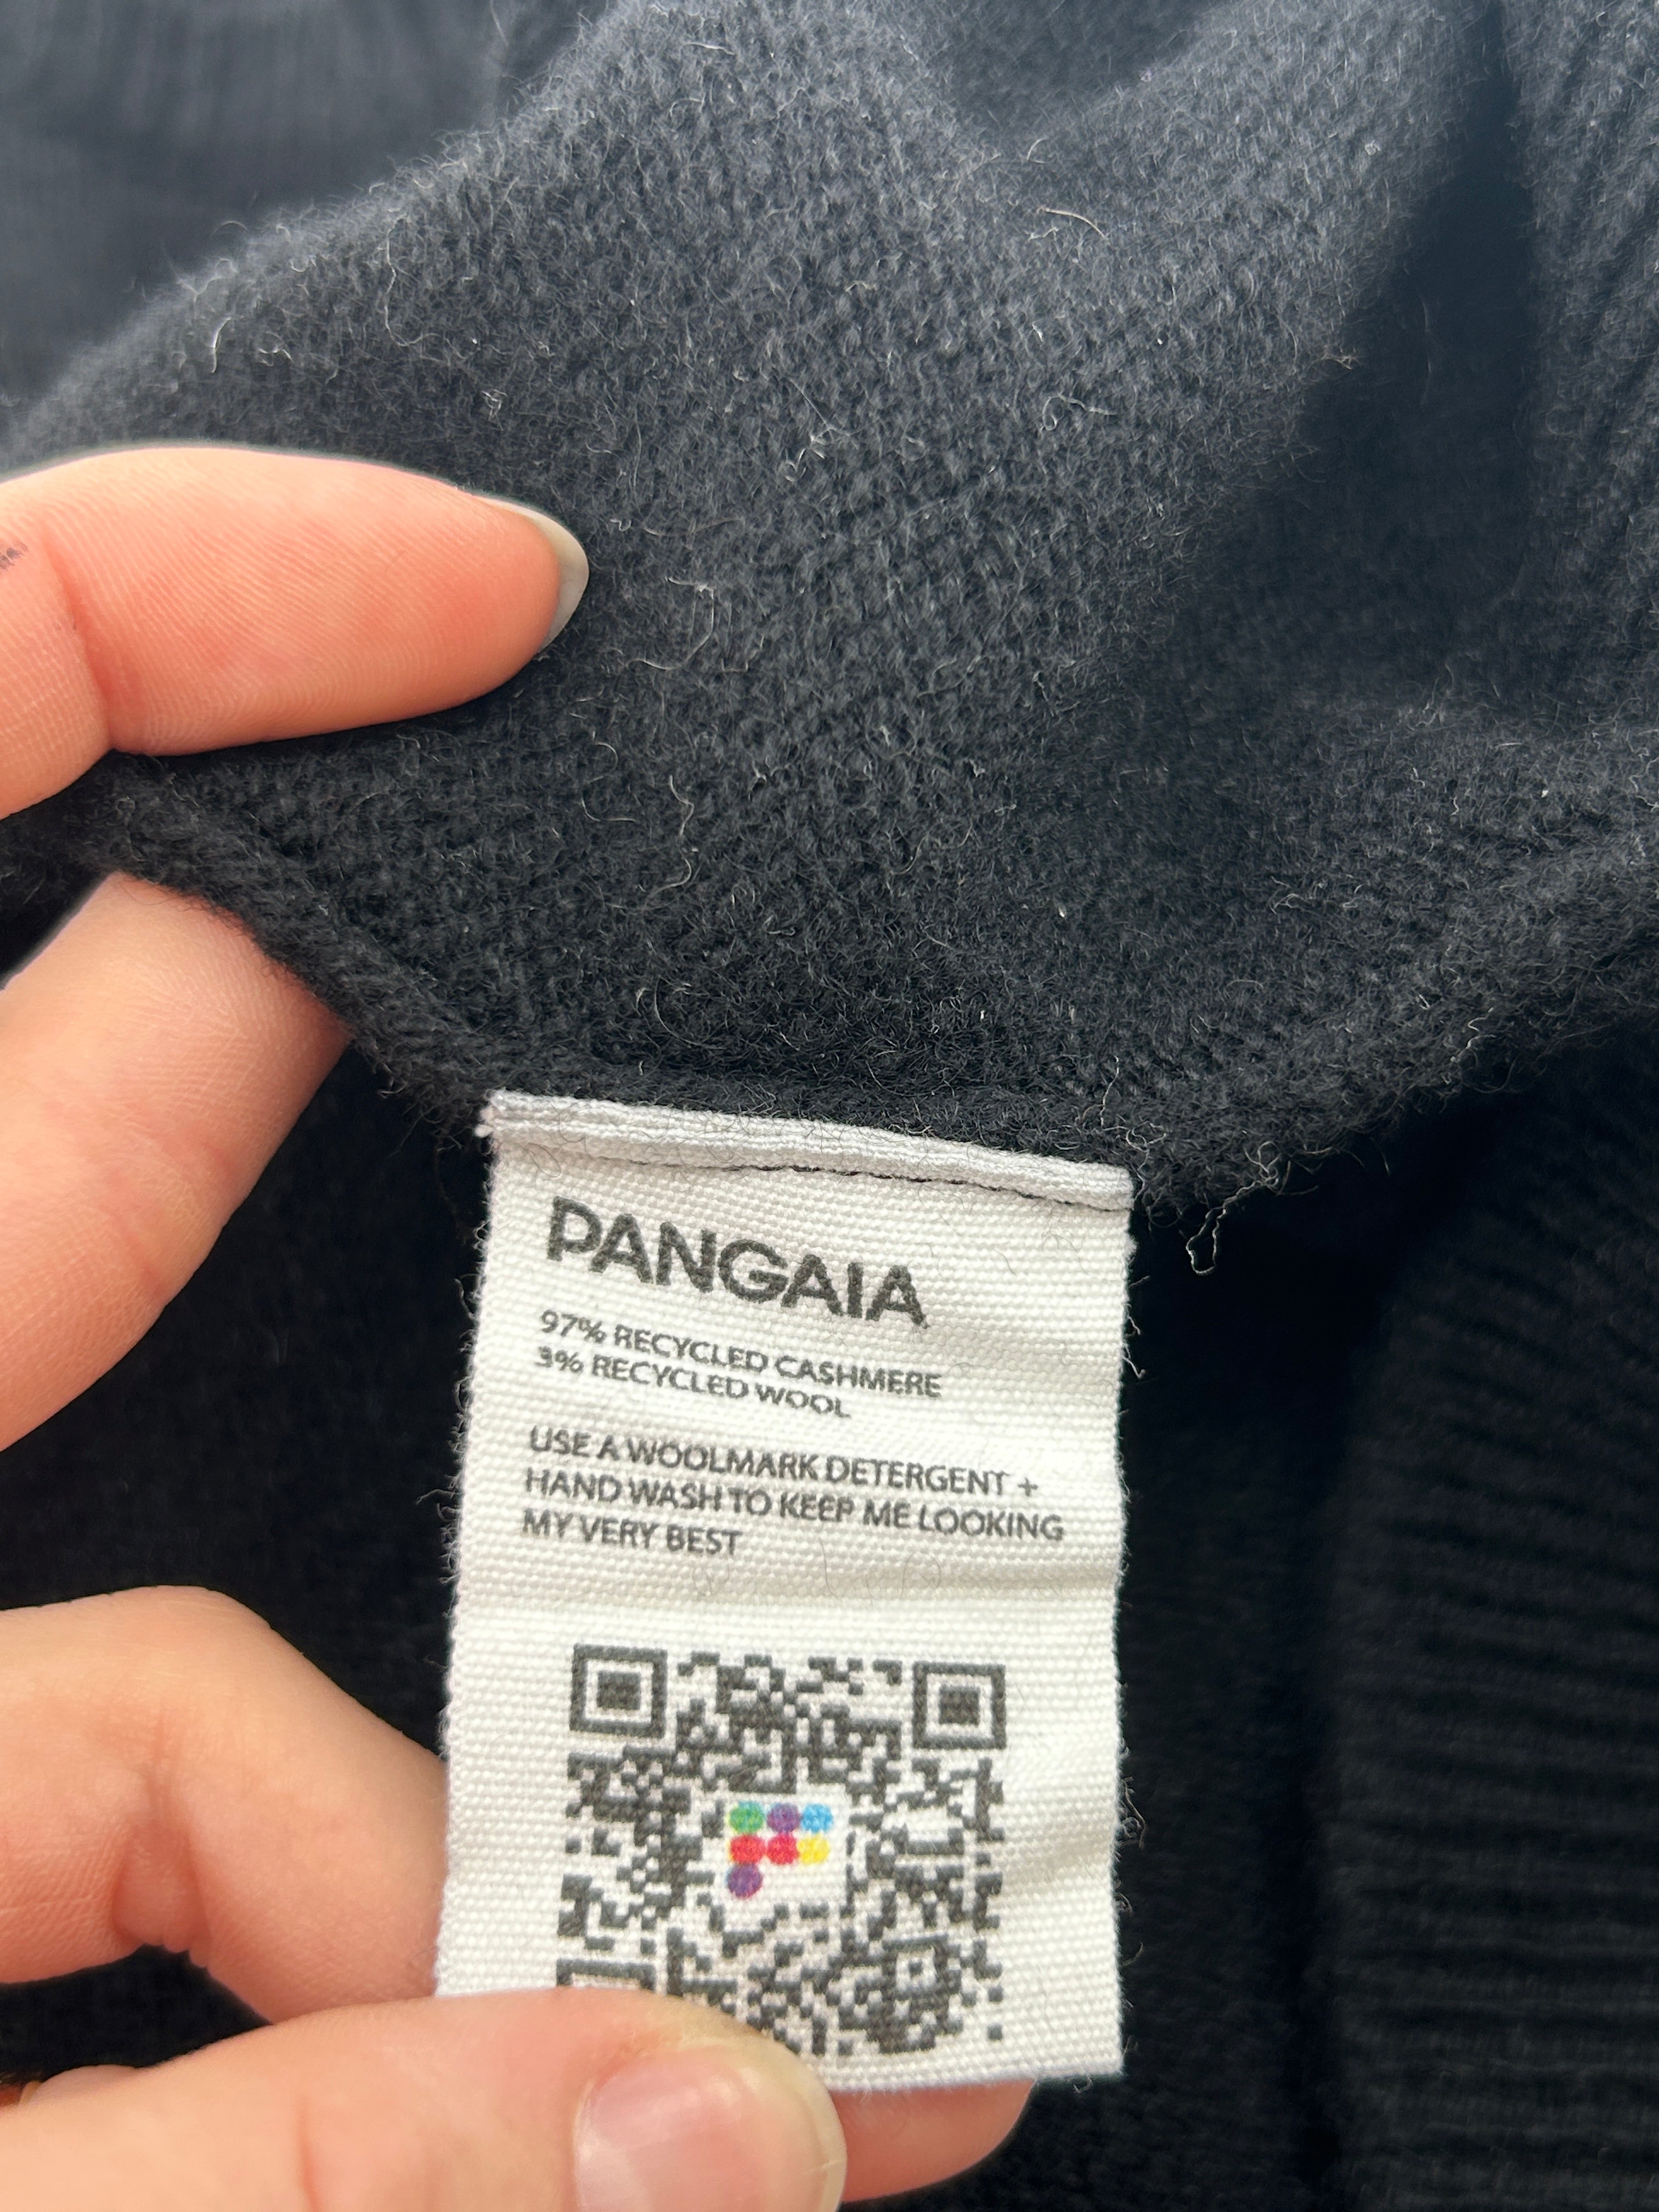 PANGAIA
97% RECYCLED CASHMERE
3% RECYCLED WOOL
USE A WOOLMARK DETERGENT +
HAND WASH TO KEEP ME LOOKING
MY VERY BEST